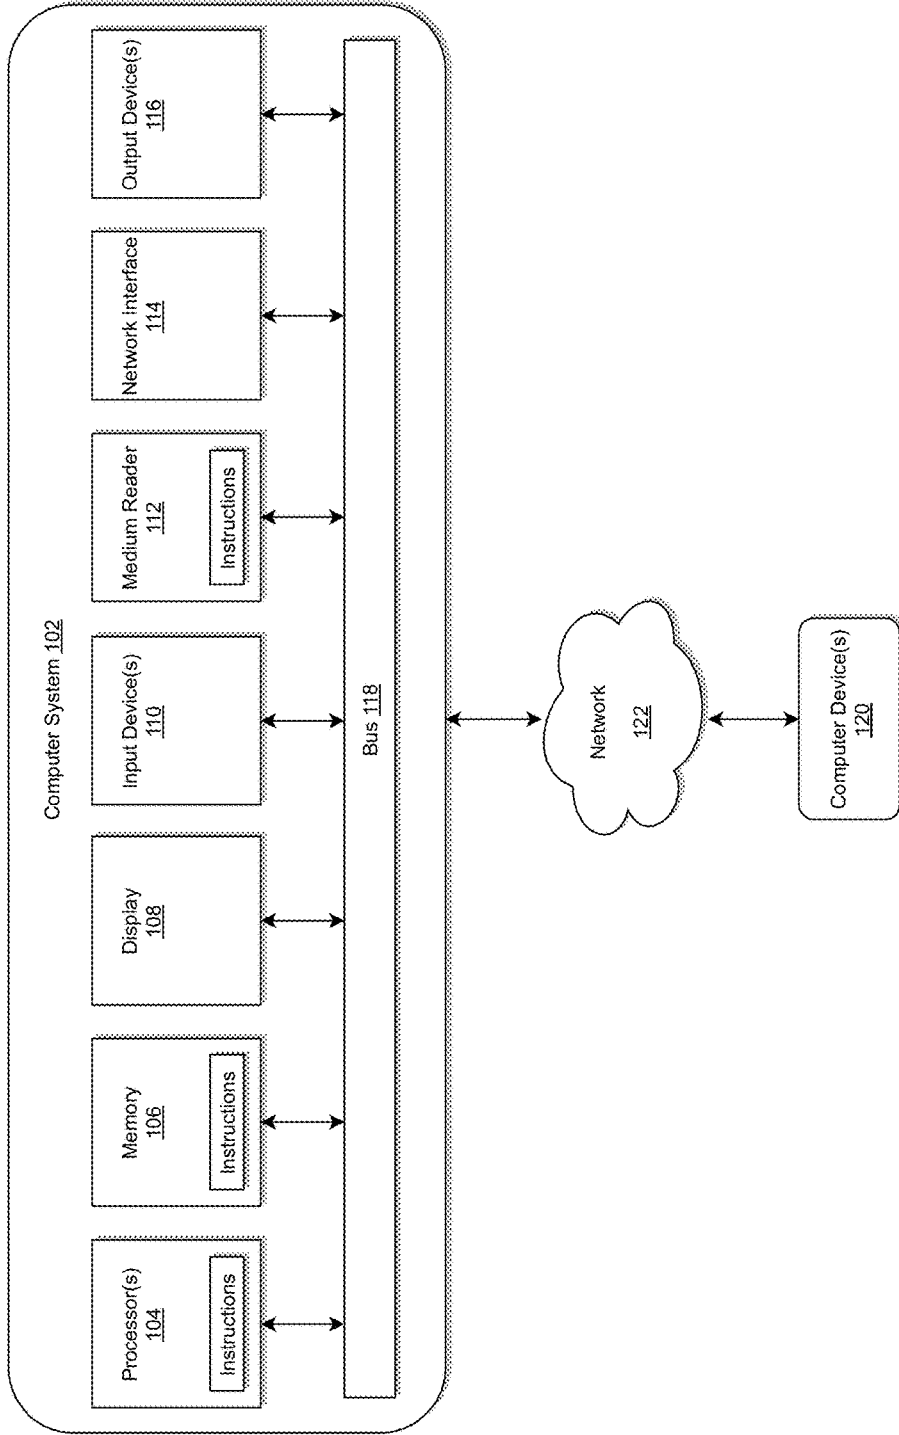 Computer System 102
Processor(s)
104
Instructions
Memory
106
Instructions
Display
108
Input Device(s)
110
Medium Reader
112
Instructions
Network Interface
114
Output Device(s)
116
Bus 118
Network
122
Computer Device(s)
120